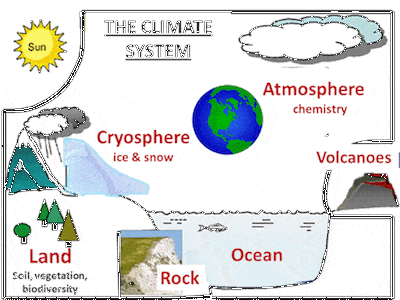 THE CLIMATE
SYSTEM
Sun
Atmosphere
chemistry
Cryosphere
ice & snow
Volcanoes
Land
Soil, vegetation,
biodiversity
Rock
Ocean